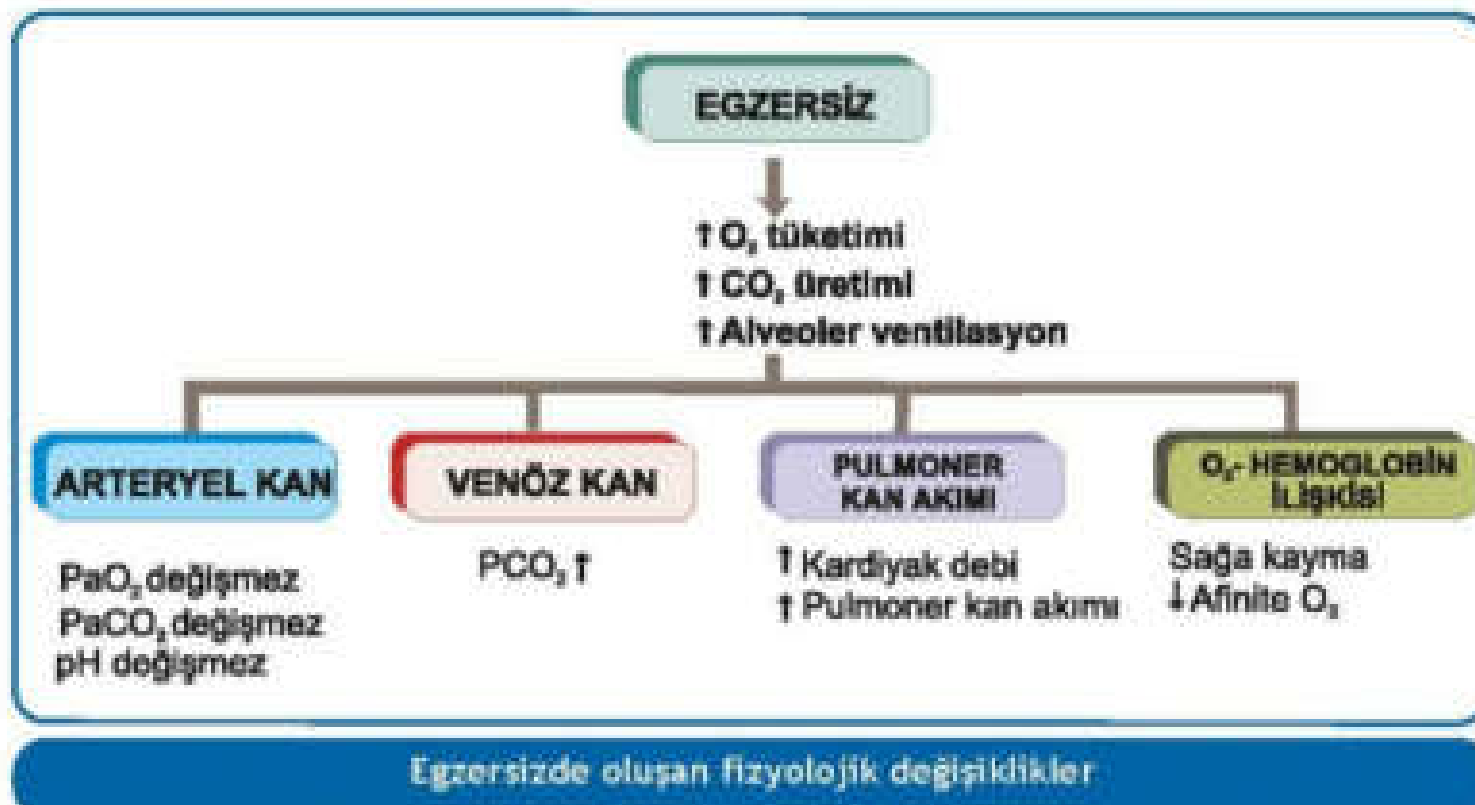 EGZERSİZ
↑ O₂ tüketimi
↑ CO₂ üretimi
↑ Alveoler ventilasyon
ARTERYEL KAN
PaO₂ değişmez
PaCO₂ değişmez
pH değişmez
VENÖZ KAN
PCO₂ ↑
PULMONER
KAN AKIMI
↑ Kardiyak debi
↑ Pulmoner kan akımı
O₂- HEMOGLOBİN
İLİŞKİSİ
Sağa kayma
↓ Afinite O₂
Egzersizde oluşan fizyolojik değişiklikler